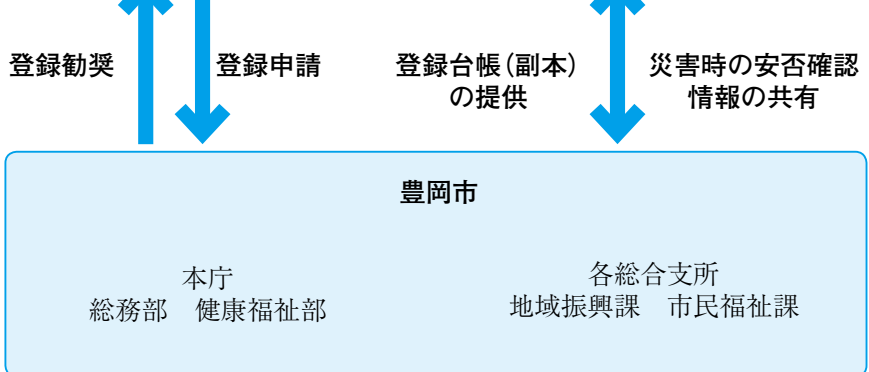 登録勧奨
登録申請
登録台帳（副本）
の提供
災害時の安否確認
情報の共有
豊岡市
本庁
総務部　健康福祉部
各総合支所
地域振興課　市民福祉課